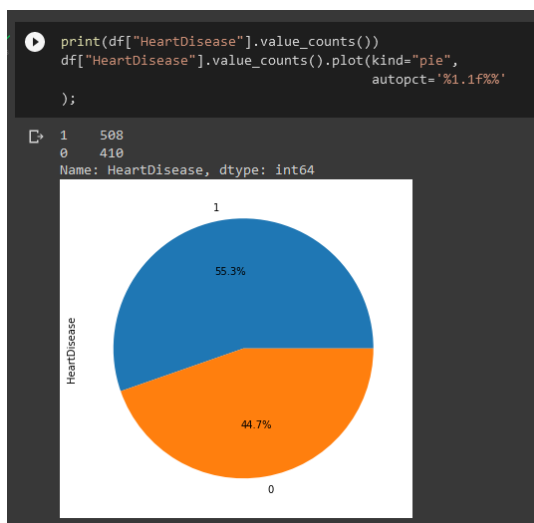 print(df["HeartDisease"].value_counts())
df["HeartDisease"].value_counts().plot(kind="pie",
autopct='%1.1f%%'
);
1 508
0 410
Name: HeartDisease, dtype: int64
1
55.3%
HeartDisease
44.7%
0